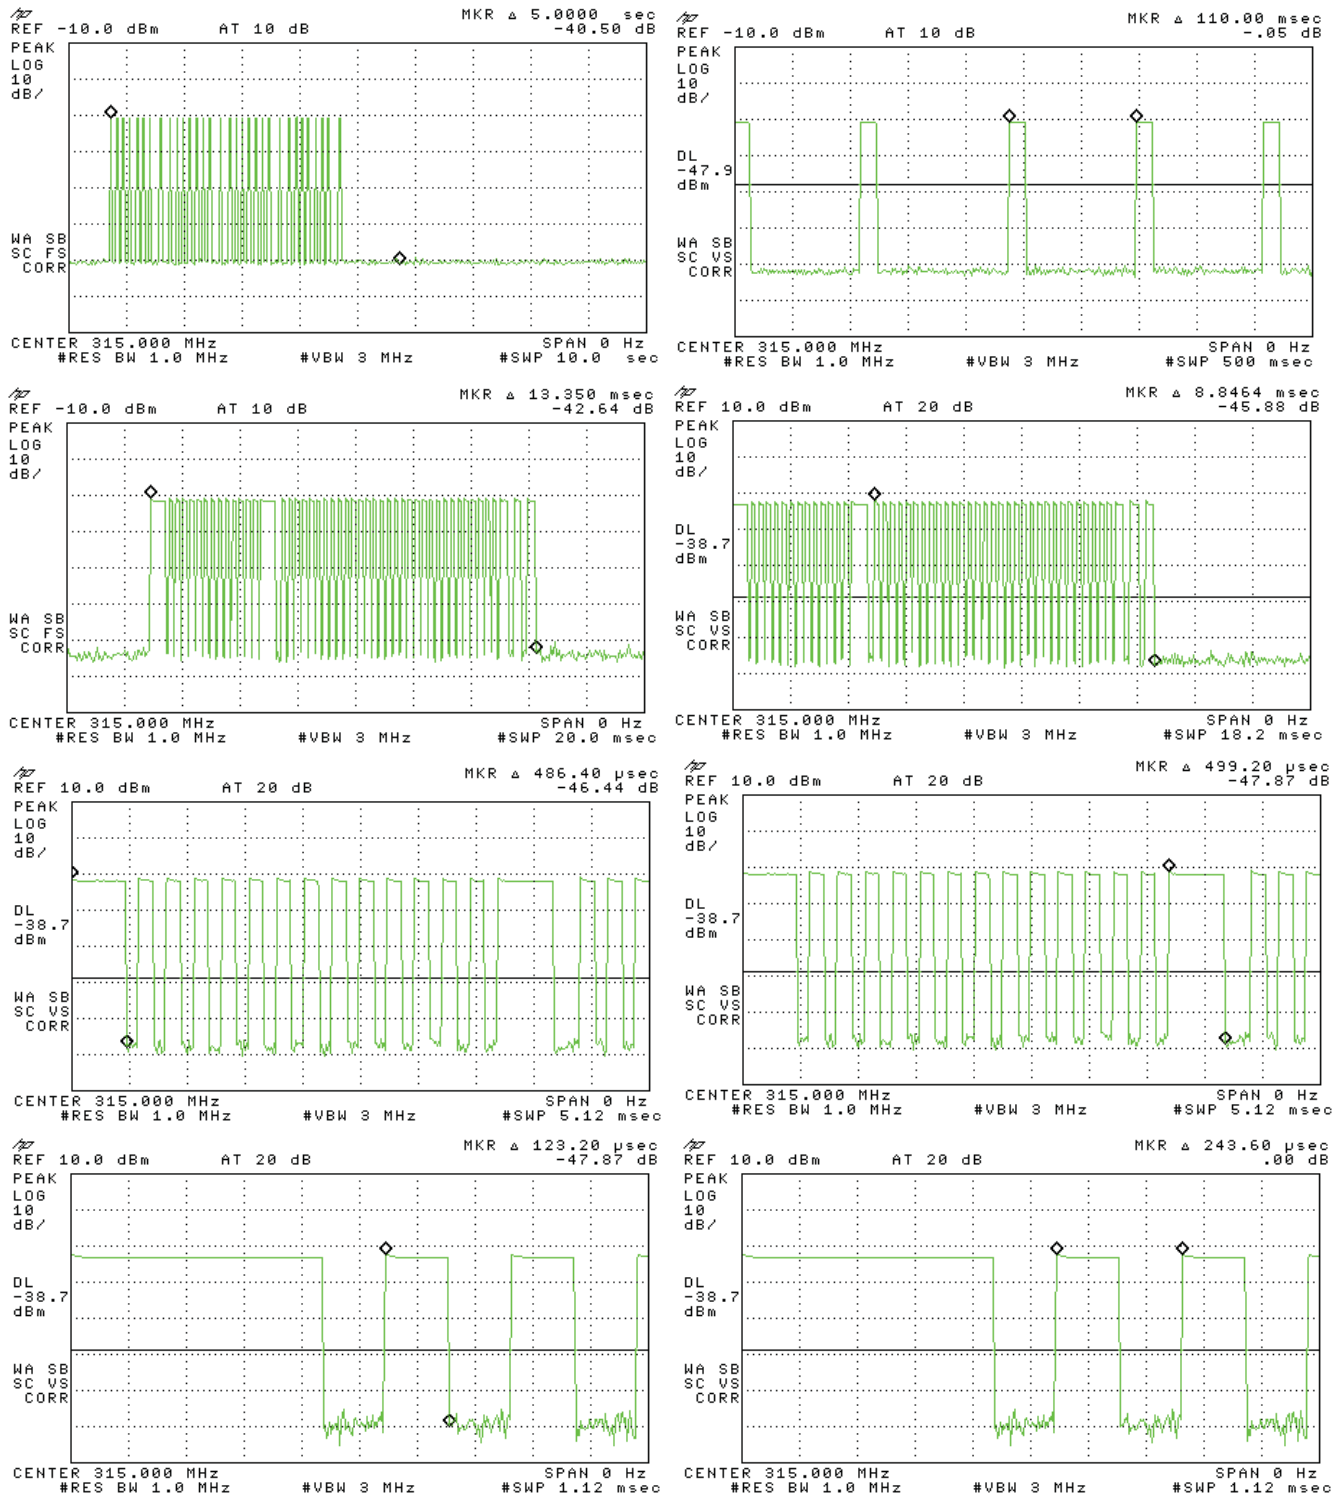 hp
MKR Δ 5.0000 sec
REF -10.0 dBm AT 10 dB -40.50 dB
PEAK
LOG
10
dB/
WA SB
SC FS
CORR
CENTER 315.000 MHz SPAN 0 Hz
#RES BW 1.0 MHz #VBW 3 MHz #SWP 10.0 sec
hp
MKR Δ 110.00 msec
REF -10.0 dBm AT 10 dB -.05 dB
PEAK
LOG
10
dB/
DL
-47.9
dBm
WA SB
SC VS
CORR
CENTER 315.000 MHz SPAN 0 Hz
#RES BW 1.0 MHz #VBW 3 MHz #SWP 500 msec
hp
MKR Δ 13.350 msec
REF -10.0 dBm AT 10 dB -42.64 dB
PEAK
LOG
10
dB/
WA SB
SC FS
CORR
CENTER 315.000 MHz SPAN 0 Hz
#RES BW 1.0 MHz #VBW 3 MHz #SWP 20.0 msec
hp
MKR Δ 8.8464 msec
REF 10.0 dBm AT 20 dB -45.88 dB
PEAK
LOG
10
dB/
DL
-38.7
dBm
WA SB
SC VS
CORR
CENTER 315.000 MHz SPAN 0 Hz
#RES BW 1.0 MHz #VBW 3 MHz #SWP 18.2 msec
hp
MKR Δ 486.40 µsec
REF 10.0 dBm AT 20 dB -46.44 dB
PEAK
LOG
10
dB/
DL
-38.7
dBm
WA SB
SC VS
CORR
CENTER 315.000 MHz SPAN 0 Hz
#RES BW 1.0 MHz #VBW 3 MHz #SWP 5.12 msec
hp
MKR Δ 499.20 µsec
REF 10.0 dBm AT 20 dB -47.87 dB
PEAK
LOG
10
dB/
DL
-38.7
dBm
WA SB
SC VS
CORR
CENTER 315.000 MHz SPAN 0 Hz
#RES BW 1.0 MHz #VBW 3 MHz #SWP 5.12 msec
hp
MKR Δ 123.20 µsec
REF 10.0 dBm AT 20 dB -47.87 dB
PEAK
LOG
10
dB/
DL
-38.7
dBm
WA SB
SC VS
CORR
CENTER 315.000 MHz SPAN 0 Hz
#RES BW 1.0 MHz #VBW 3 MHz #SWP 1.12 msec
hp
MKR Δ 243.60 µsec
REF 10.0 dBm AT 20 dB .00 dB
PEAK
LOG
10
dB/
DL
-38.7
dBm
WA SB
SC VS
CORR
CENTER 315.000 MHz SPAN 0 Hz
#RES BW 1.0 MHz #VBW 3 MHz #SWP 1.12 msec